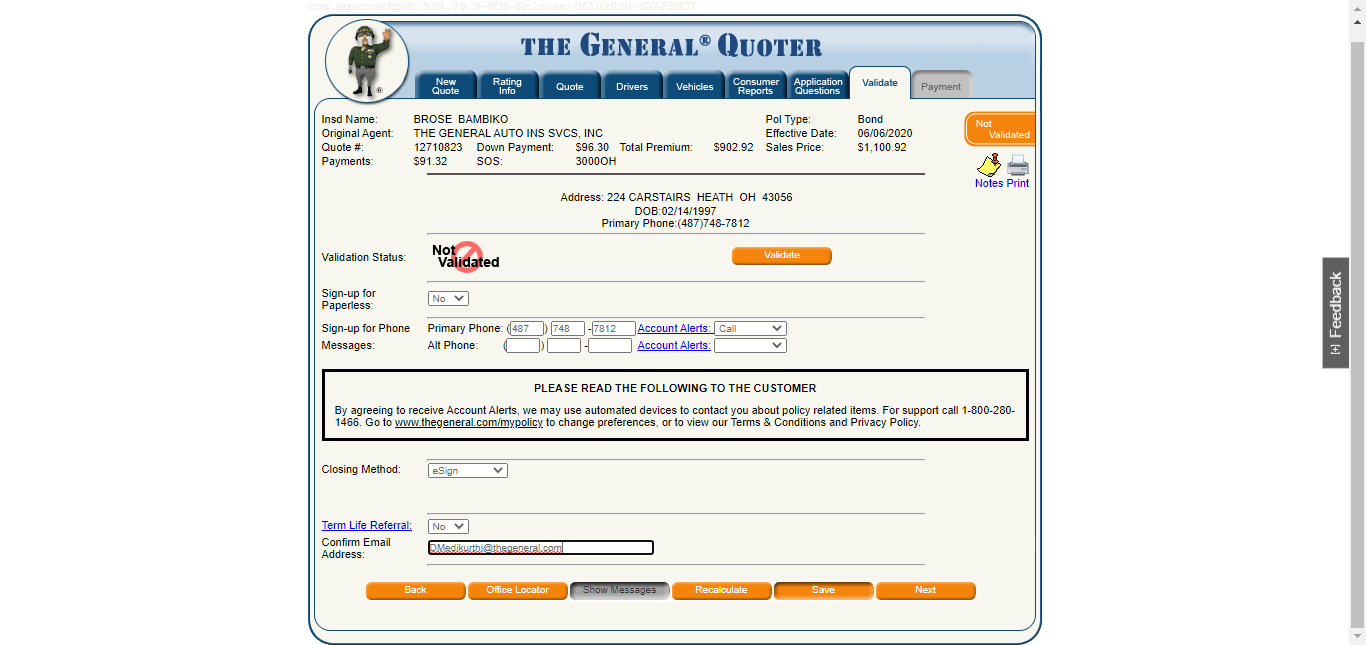 com.pgac:netpub:999.99.9-POS-Release-06102020-SNAPSHOT
THE GENERAL® QUOTER
®
New Quote
Rating Info
Quote
Drivers
Vehicles
Consumer Reports
Application Questions
Validate
Payment
Insd Name: BROSE BAMBIKO Pol Type: Bond
Original Agent: THE GENERAL AUTO INS SVCS, INC Effective Date: 06/06/2020
Quote #: 12710823 Down Payment: $96.30 Total Premium: $902.92 Sales Price: $1,100.92
Payments: $91.32 SOS: 3000OH
Not
Validated
Notes Print
Address: 224 CARSTAIRS HEATH OH 43056
DOB:02/14/1997
Primary Phone:(487)748-7812
Validation Status: Not Validated Validate
Sign-up for
Paperless: No
Sign-up for Phone Primary Phone: (487) 748 -7812 Account Alerts: Call
Messages: Alt Phone: ( ) - Account Alerts:
PLEASE READ THE FOLLOWING TO THE CUSTOMER
By agreeing to receive Account Alerts, we may use automated devices to contact you about policy related items. For support call 1-800-280-
1466. Go to www.thegeneral.com/mypolicy to change preferences, or to view our Terms & Conditions and Privacy Policy.
Closing Method: eSign
Term Life Referral: No
Confirm Email
Address: DMedikurthi@thegeneral.com
Back Office Locator Show Messages Recalculate Save Next
[+] Feedback